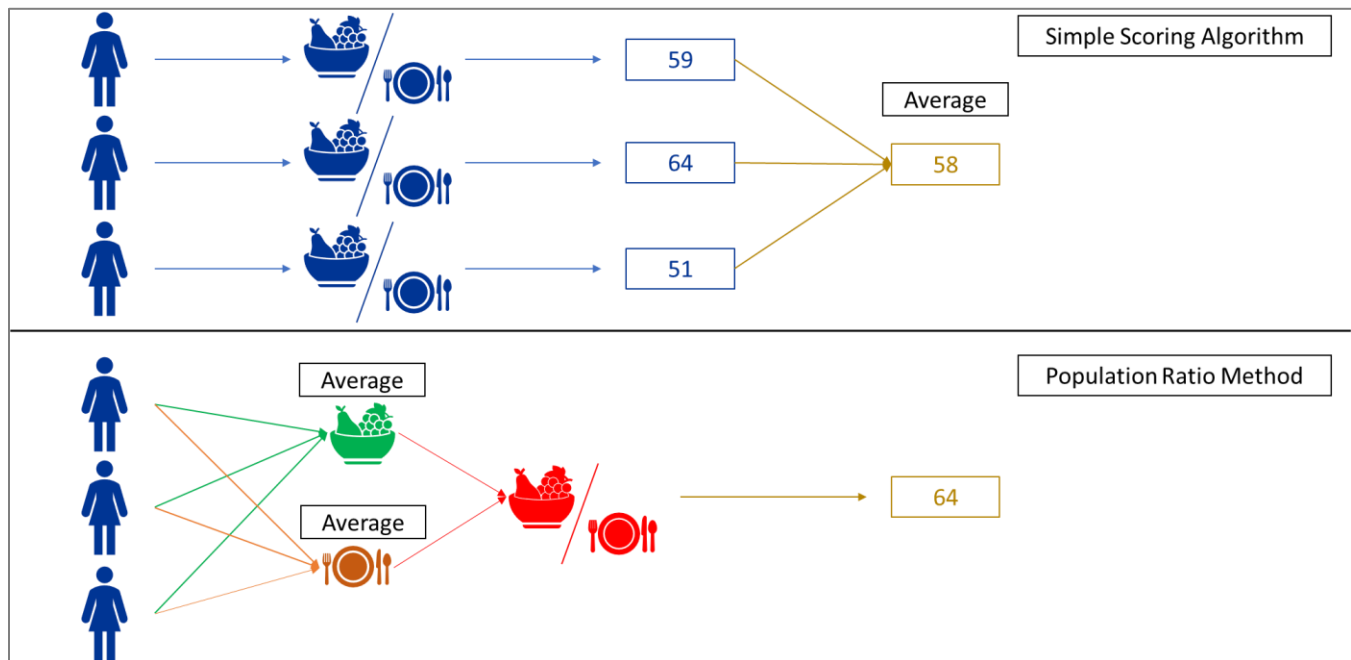 Simple Scoring Algorithm
59
Average
64
58
51
Population Ratio Method
Average
64
Average